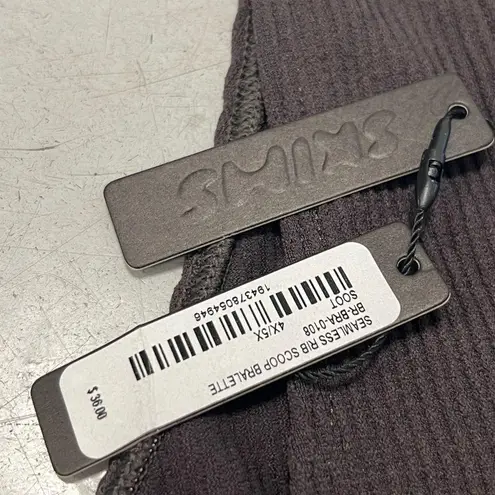 SKIMS
SEAMLESS RIB SCOOP BRALETTE
BR-BRA-0108
SOOT
4X/5X
194378054946
$ 36.00